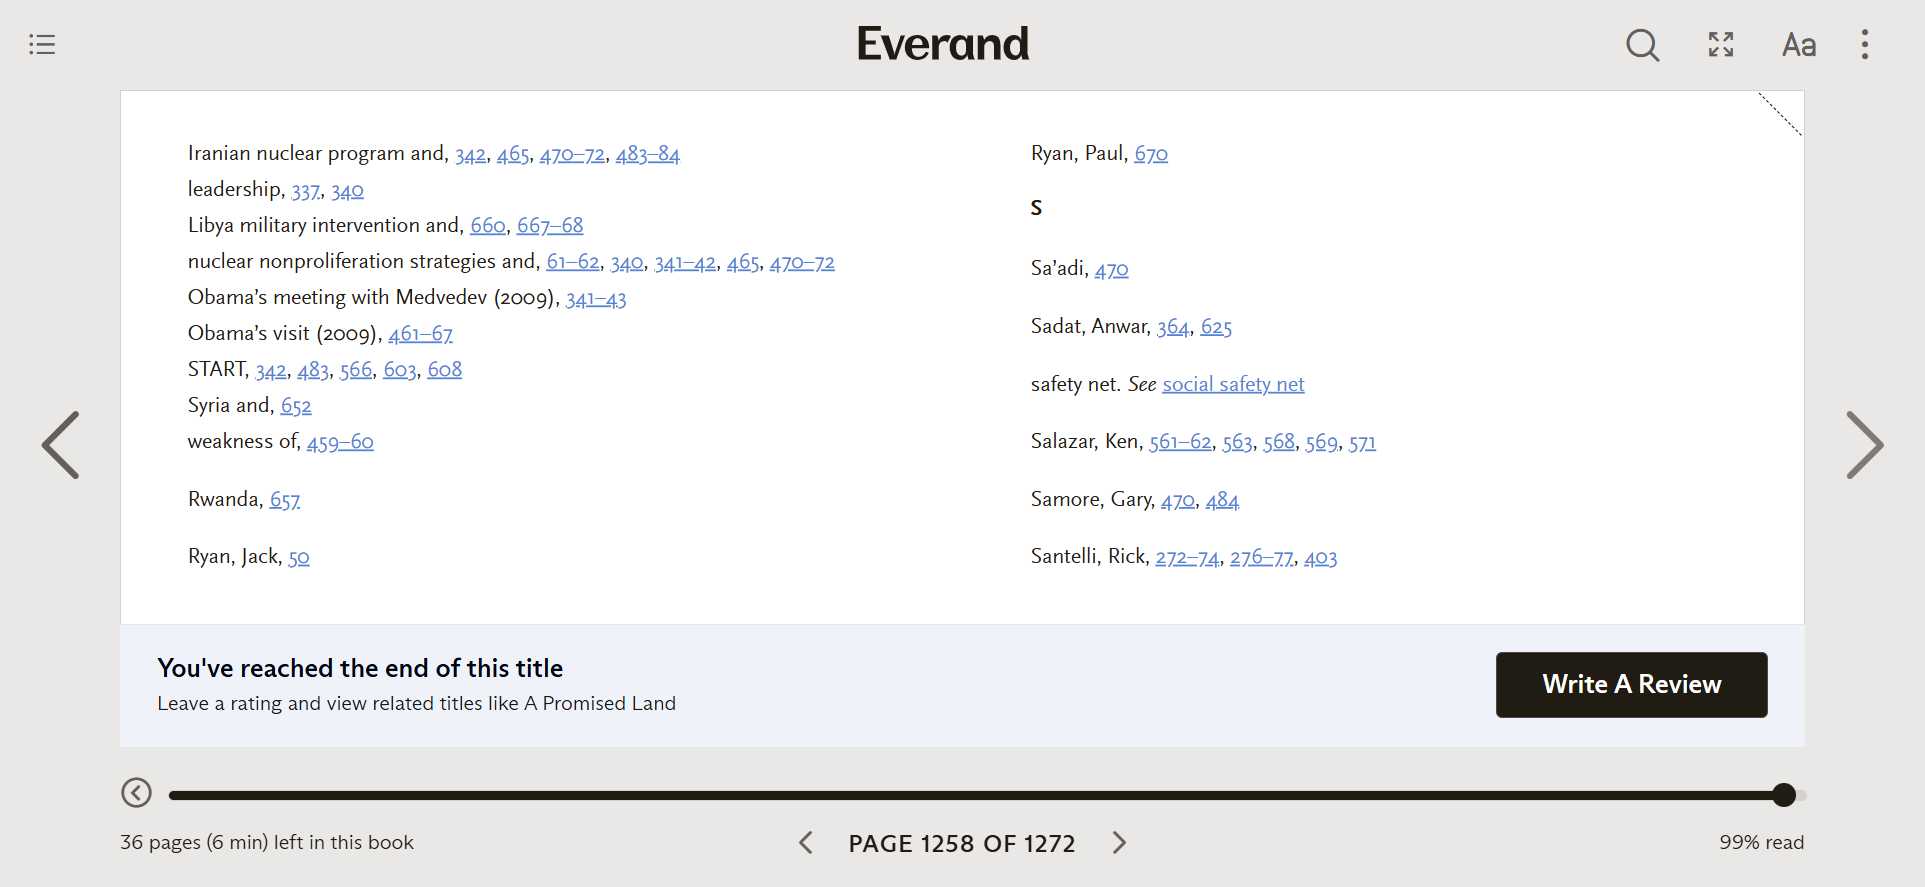 Everand
Aa
Iranian nuclear program and, 342, 465, 470–72, 483–84
leadership, 337, 340
Libya military intervention and, 660, 667–68
nuclear nonproliferation strategies and, 61–62, 340, 341–42, 465, 470–72
Obama’s meeting with Medvedev (2009), 341–43
Obama’s visit (2009), 461–67
START, 342, 483, 566, 603, 608
Syria and, 652
weakness of, 459–60
Rwanda, 657
Ryan, Jack, 50
Ryan, Paul, 670
S
Sa’adi, 470
Sadat, Anwar, 364, 625
safety net. See social safety net
Salazar, Ken, 561–62, 563, 568, 569, 571
Samore, Gary, 470, 484
Santelli, Rick, 272–74, 276–77, 403
You've reached the end of this title
Leave a rating and view related titles like A Promised Land
Write A Review
36 pages (6 min) left in this book
PAGE 1258 OF 1272
99% read